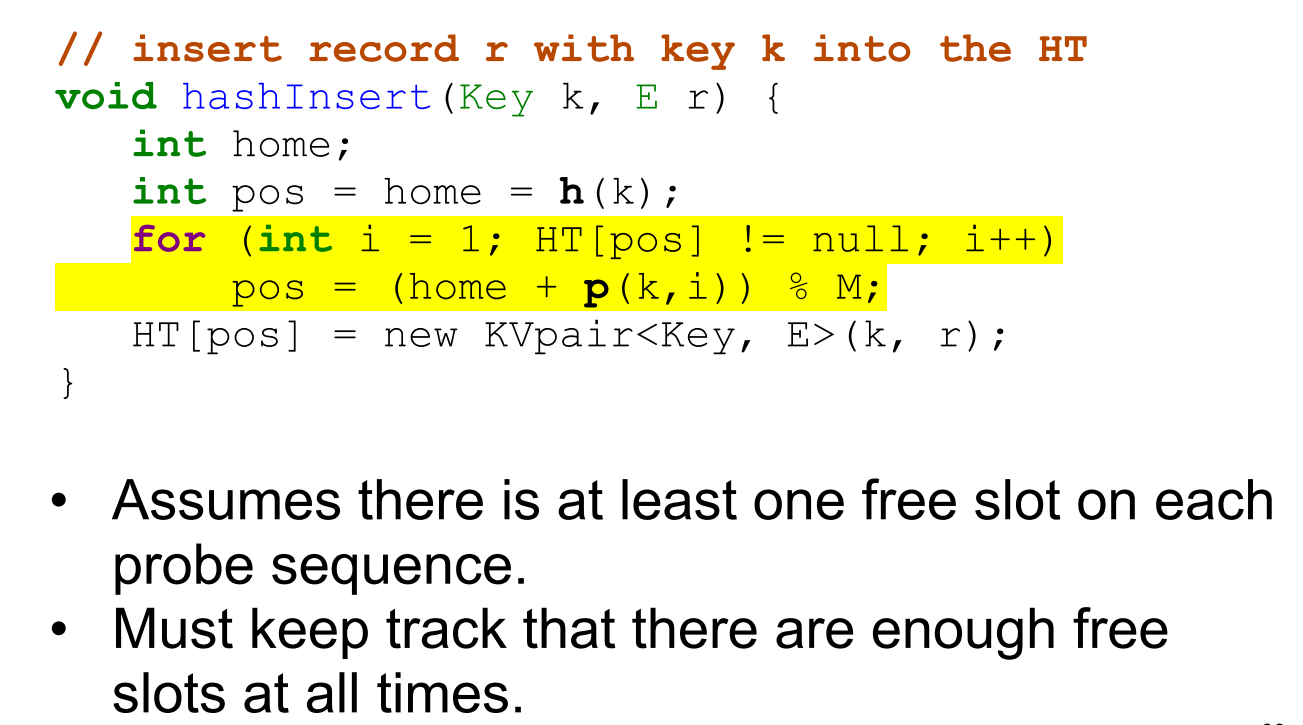 // insert record r with key k into the HT
void hashInsert(Key k, E r) {
int home;
int pos = home = h(k);
for (int i = 1; HT[pos] != null; i++)
pos = (home + p(k,i)) % M;
HT[pos] = new KVpair<Key, E>(k, r);
}
• Assumes there is at least one free slot on each
probe sequence.
• Must keep track that there are enough free
slots at all times.